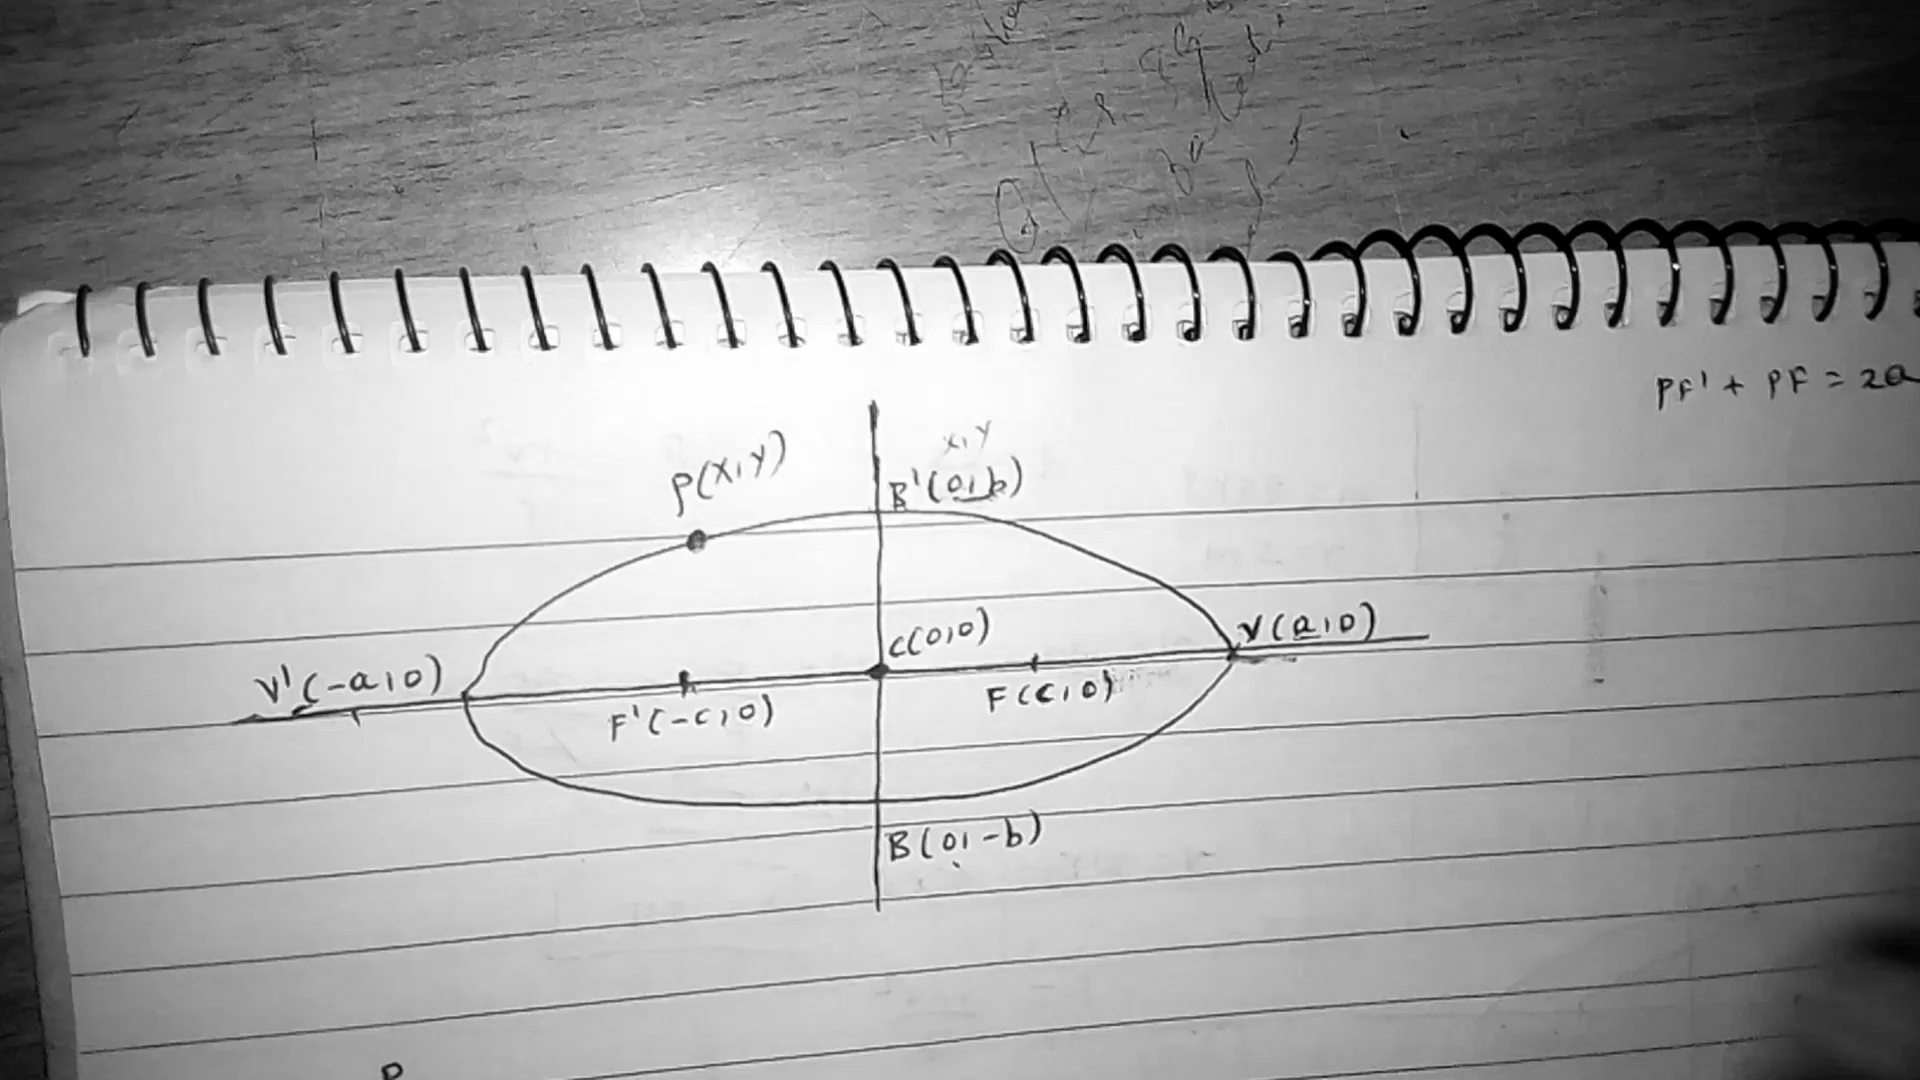 PF' + PF = 2a
x, y
P(x, y)
B'(0, b)
C(0, 0)
V(a, 0)
V'(-a, 0)
F'(-c, 0)
F(c, 0)
B(0, -b)
P